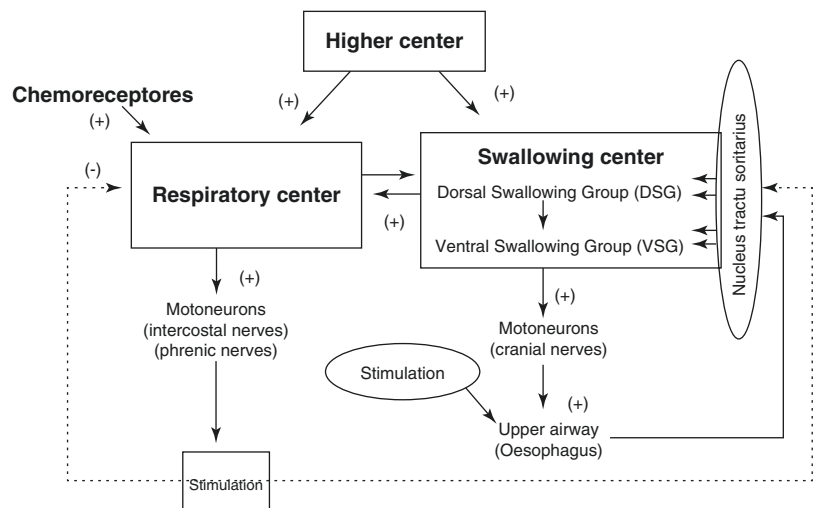 Higher center
(+)
(+)
Chemoreceptores
(+)
(-)
Respiratory center
(+)
Swallowing center
Dorsal Swallowing Group (DSG)
Ventral Swallowing Group (VSG)
Nucleus tractu soritarius
(+)
Motoneurons
(intercostal nerves)
(phrenic nerves)
(+)
Motoneurons
(cranial nerves)
Stimulation
(+)
Upper airway
(Oesophagus)
Stimulation